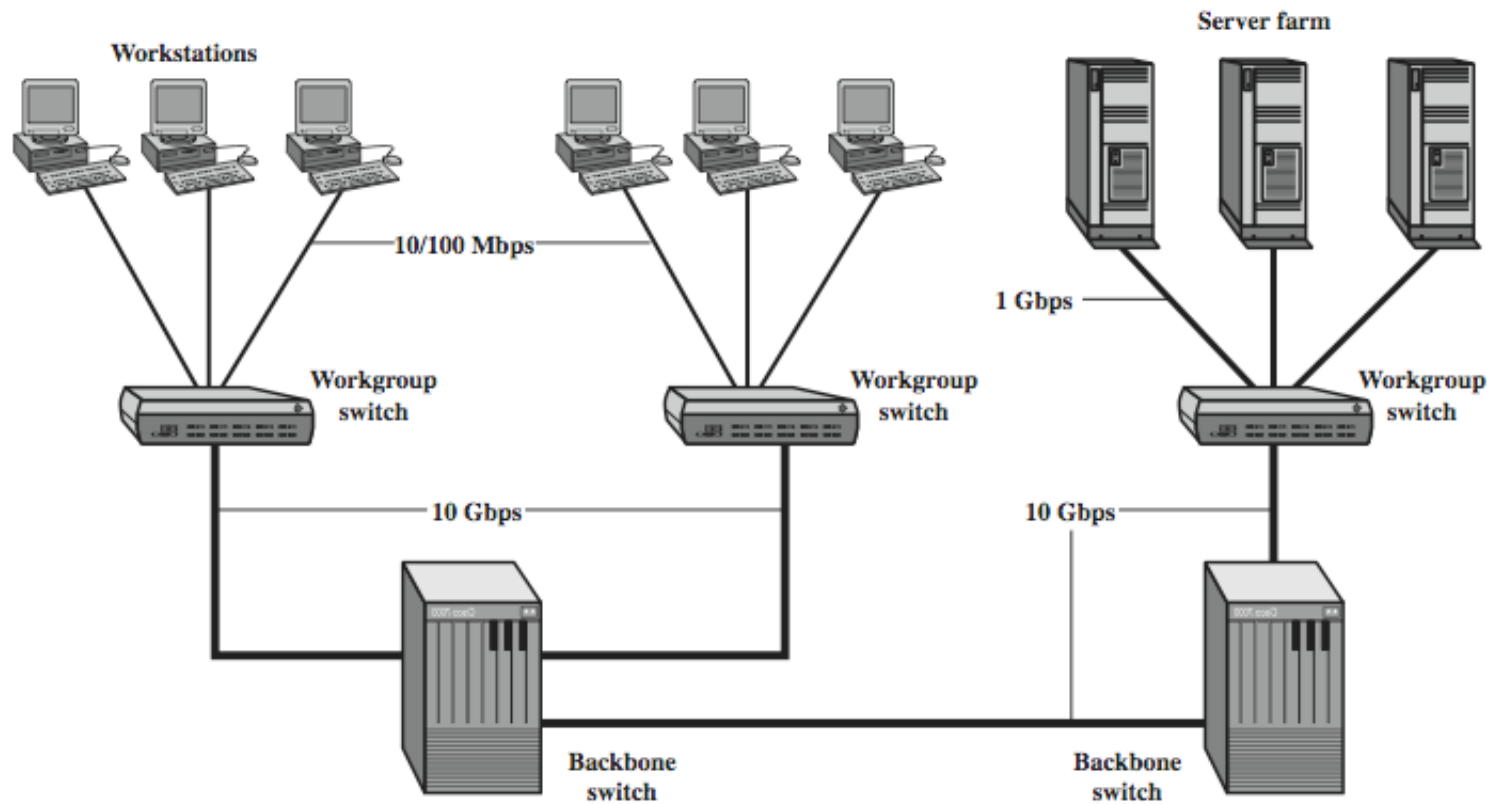 Server farm
Workstations
10/100 Mbps
1 Gbps
Workgroup
switch
Workgroup
switch
Workgroup
switch
10 Gbps
10 Gbps
Backbone
switch
Backbone
switch